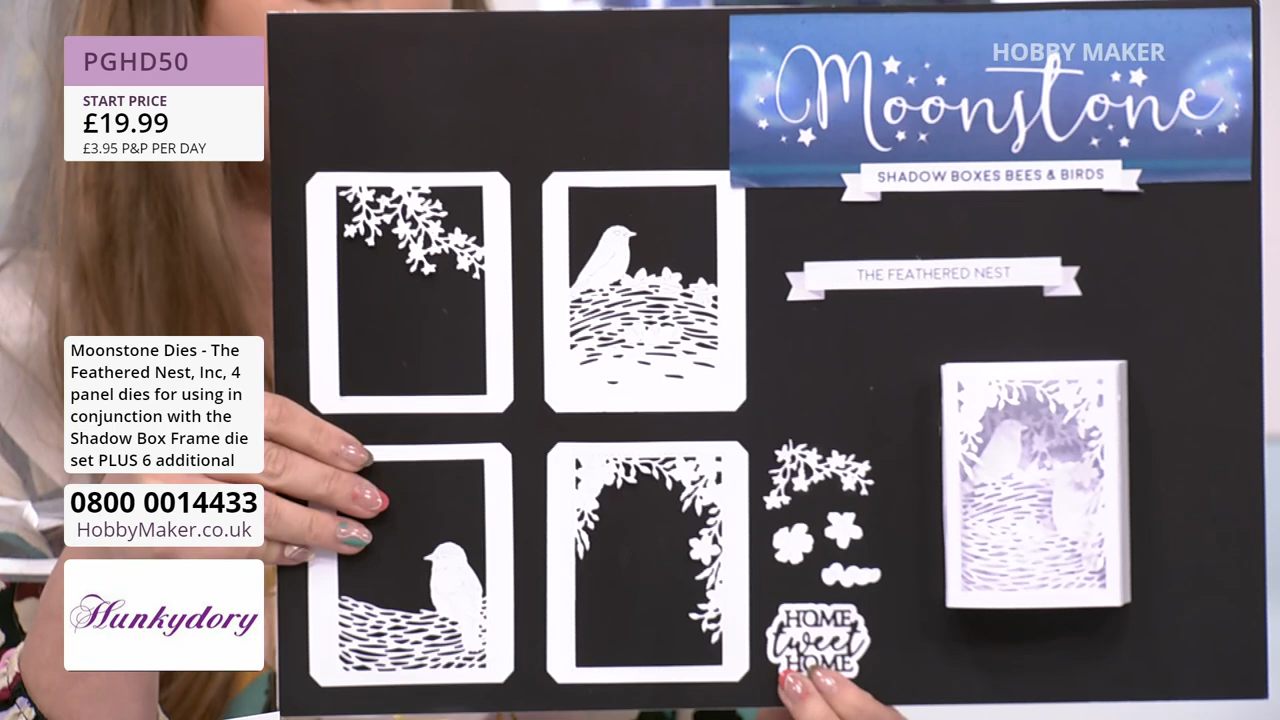 PGHD50
START PRICE
£19.99
£3.95 P&P PER DAY
Moonstone Dies - The
Feathered Nest, Inc, 4
panel dies for using in
conjunction with the
Shadow Box Frame die
set PLUS 6 additional
0800 0014433
HobbyMaker.co.uk
Hunkydory
HOBBY MAKER
Moonstone
SHADOW BOXES BEES & BIRDS
THE FEATHERED NEST
HOME
tweet
HOME